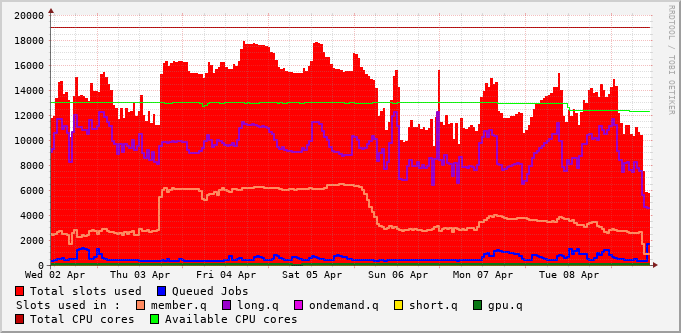 20000
18000
16000
14000
12000
10000
8000
6000
4000
2000
0
Wed 02 Apr Thu 03 Apr Fri 04 Apr Sat 05 Apr Sun 06 Apr Mon 07 Apr Tue 08 Apr
Total slots used Queued Jobs
Slots used in : member.q long.q ondemand.q short.q gpu.q
Total CPU cores Available CPU cores
RRDTOOL / TOBI OETIKER